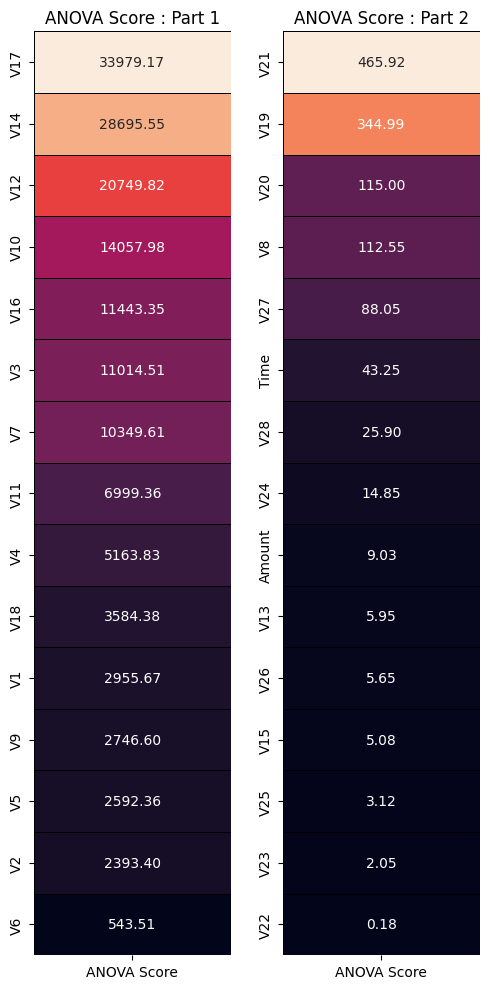 ANOVA Score : Part 1
V17 33979.17
V14 28695.55
V12 20749.82
V10 14057.98
V16 11443.35
V3 11014.51
V7 10349.61
V11 6999.36
V4 5163.83
V18 3584.38
V1 2955.67
V9 2746.60
V5 2592.36
V2 2393.40
V6 543.51
ANOVA Score
ANOVA Score : Part 2
V21 465.92
V19 344.99
V20 115.00
V8 112.55
V27 88.05
Time 43.25
V28 25.90
V24 14.85
Amount 9.03
V13 5.95
V26 5.65
V15 5.08
V25 3.12
V23 2.05
V22 0.18
ANOVA Score